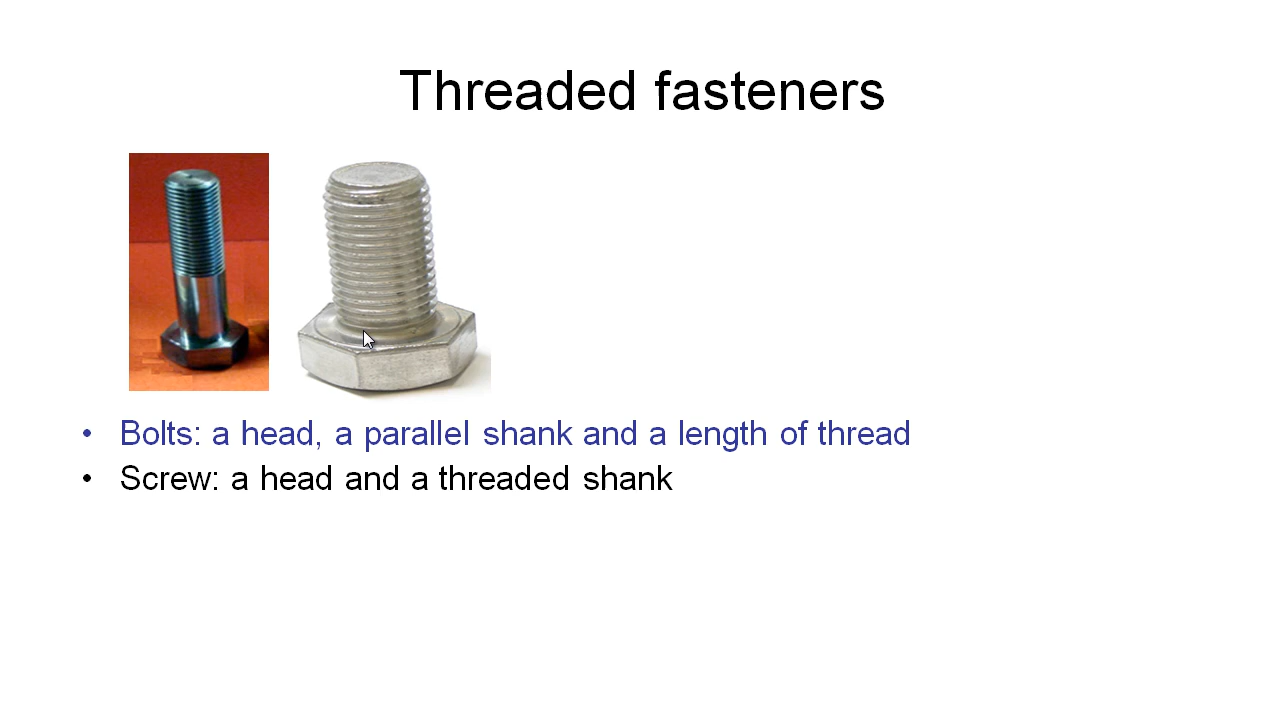 Threaded fasteners
• Bolts: a head, a parallel shank and a length of thread
• Screw: a head and a threaded shank